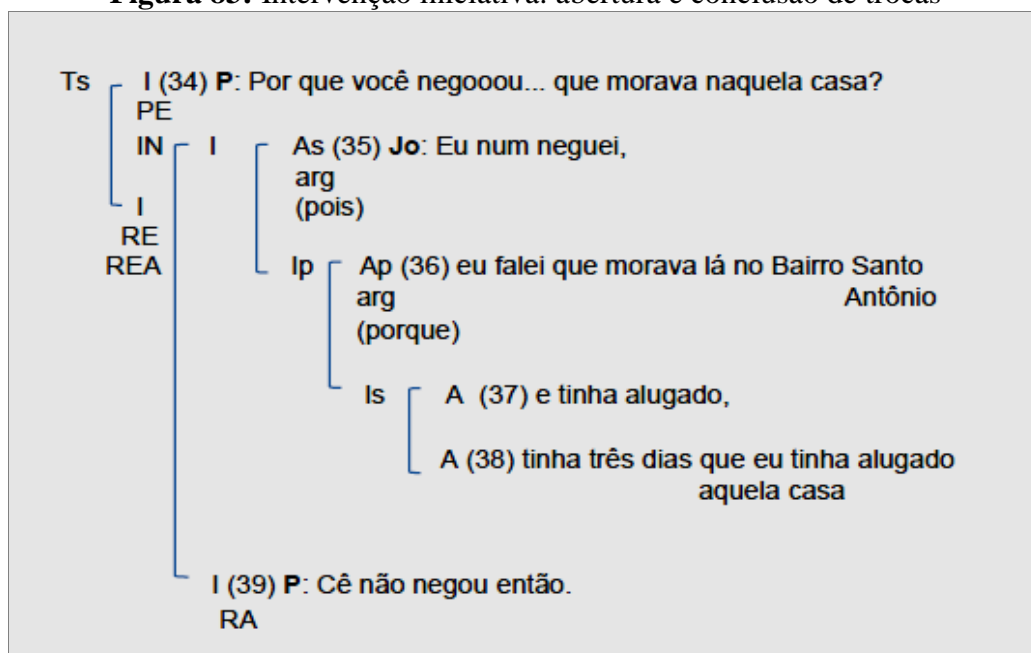 Figura 85: Intervenção iniciativa: abertura e conclusão de trocas
Ts I (34) P: Por que você negooou... que morava naquela casa?
PE
IN I As (35) Jo: Eu num neguei,
arg
I (pois)
RE
REA Ip Ap (36) eu falei que morava lá no Bairro Santo
arg Antônio
(porque)
Is A (37) e tinha alugado,
A (38) tinha três dias que eu tinha alugado
aquela casa
I (39) P: Cê não negou então.
RA